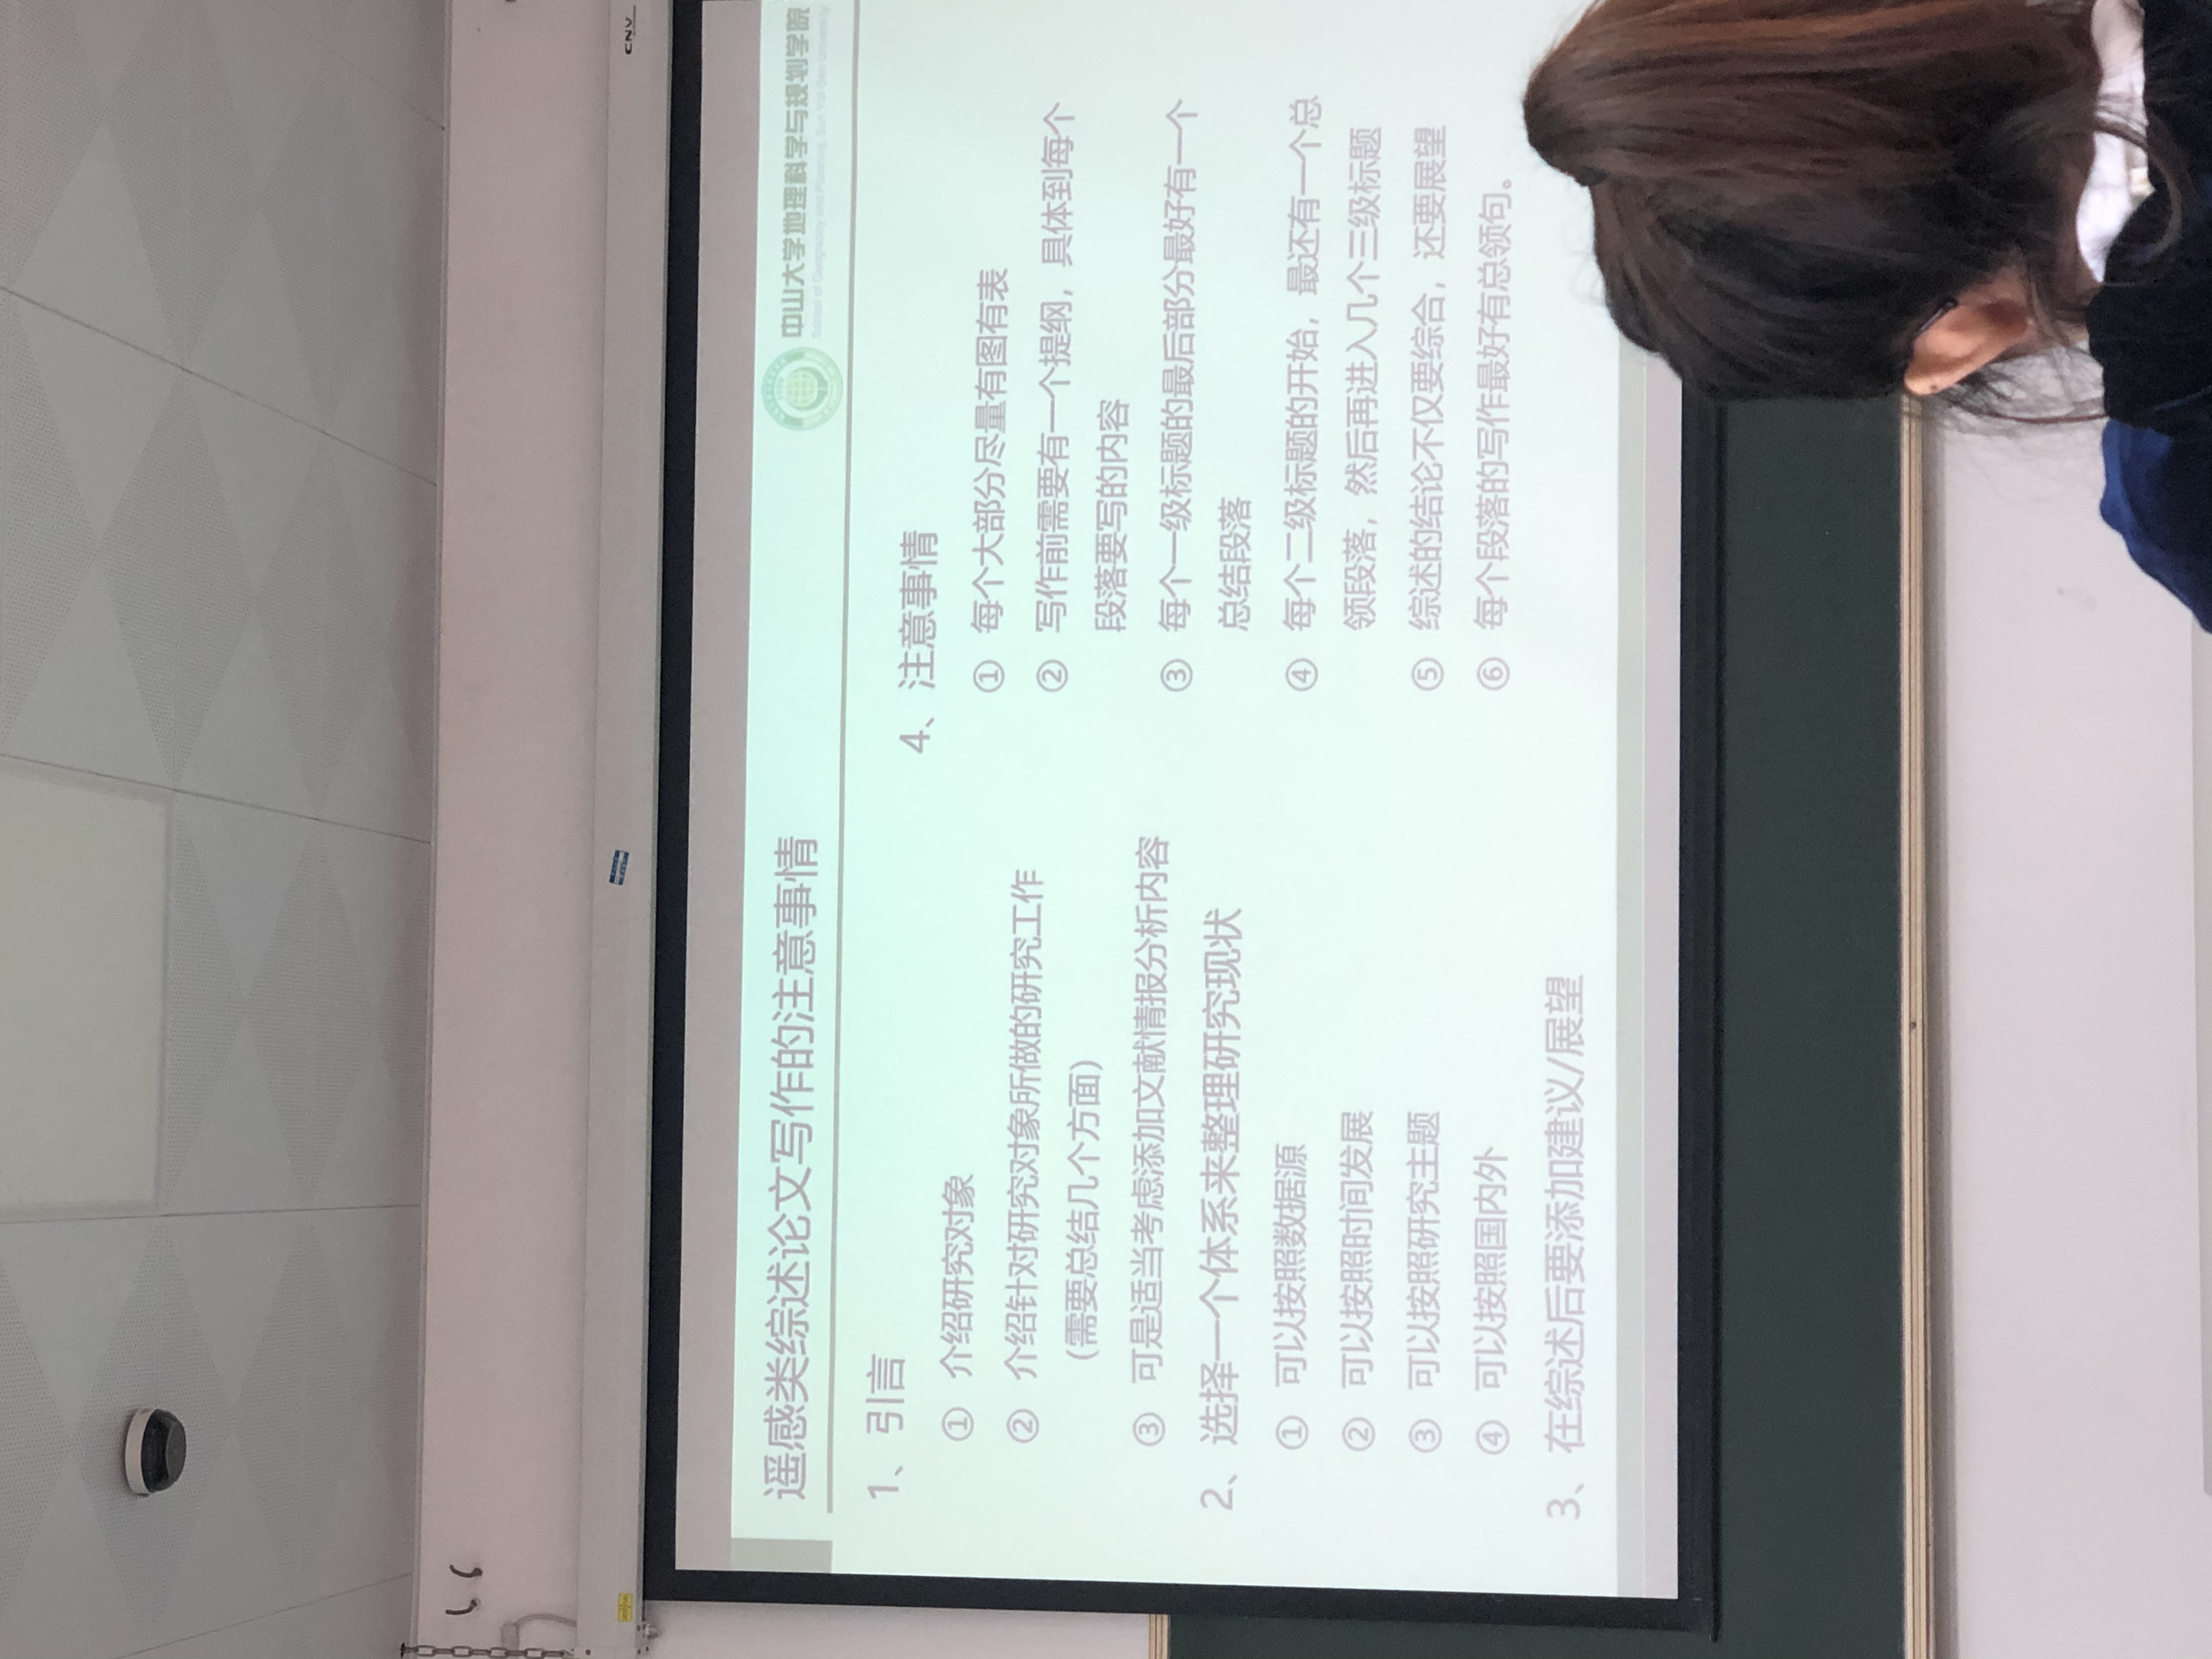 CNV
遥感类综述论文写作的注意事情
中山大学地理科学与规划学院
School of Geography and Planning, Sun Yat-Sen University
1、引言
① 介绍研究对象
② 介绍针对研究对象所做的研究工作
（需要总结几个方面）
③ 可是适当考虑添加文献情报分析内容
2、选择一个体系来整理研究现状
① 可以按照数据源
② 可以按照时间发展
③ 可以按照研究主题
④ 可以按照国内外
3、在综述后要添加建议/展望
4、注意事情
① 每个大部分尽量有图有表
② 写作前需要有一个提纲，具体到每个
段落要写的内容
③ 每个一级标题的最后部分最好有一个
总结段落
④ 每个二级标题的开始，最还有一个总
领段落，然后再进入几个三级标题
⑤ 综述的结论不仅要综合，还要展望
⑥ 每个段落的写作最好有总领句。